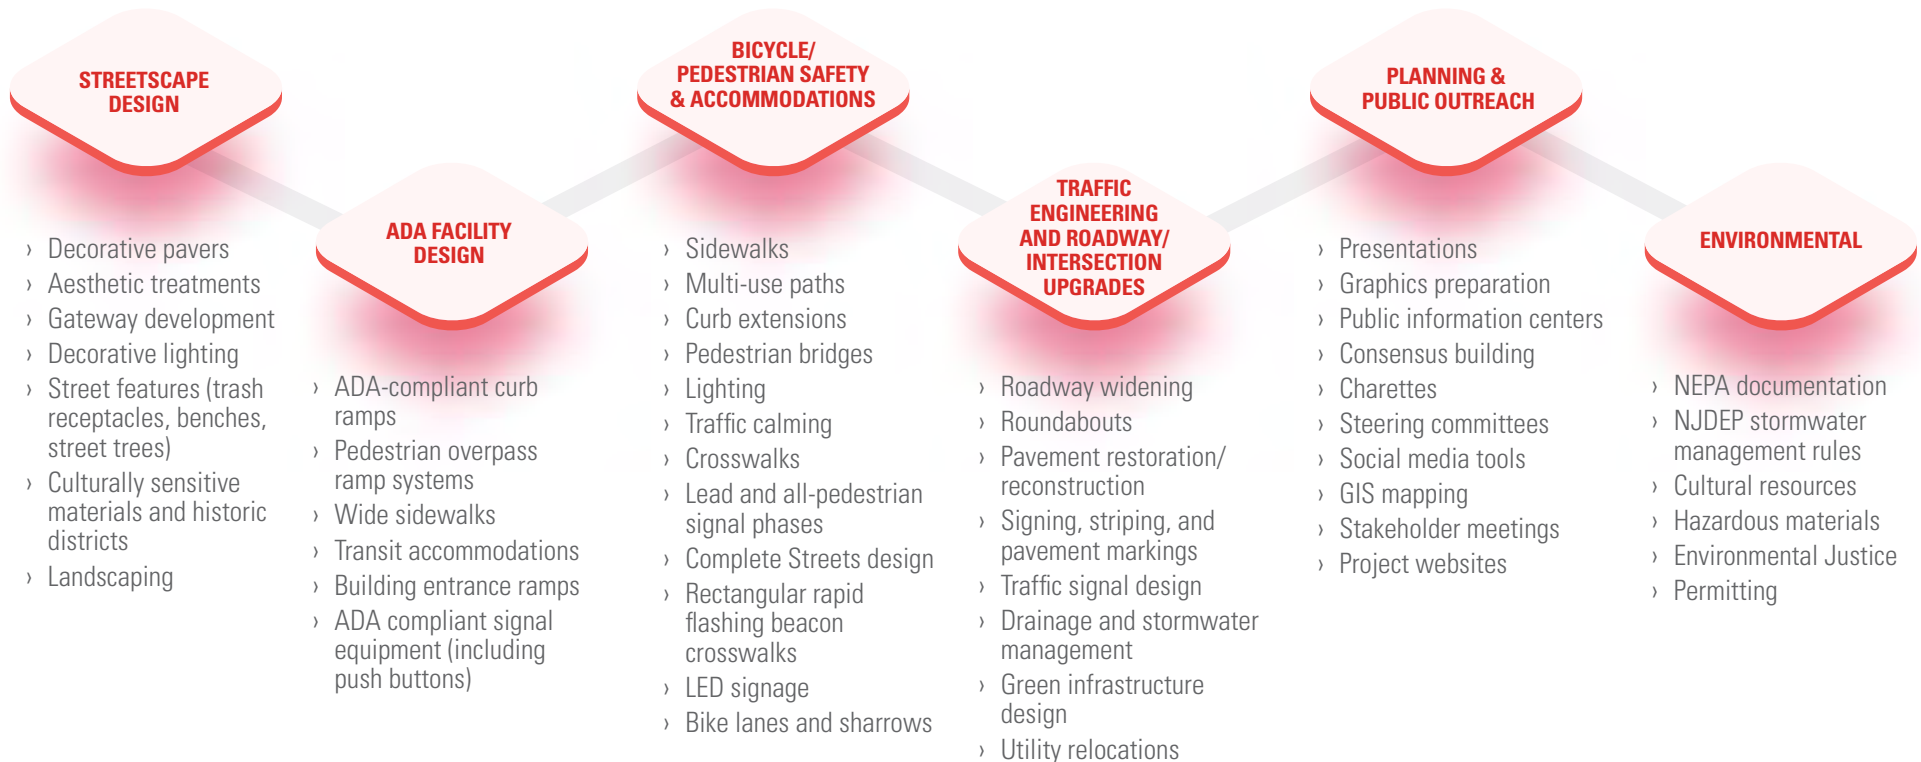 STREETSCAPE
DESIGN
› Decorative pavers
› Aesthetic treatments
› Gateway development
› Decorative lighting
› Street features (trash
receptacles, benches,
street trees)
› Culturally sensitive
materials and historic
districts
› Landscaping
ADA FACILITY
DESIGN
› ADA-compliant curb
ramps
› Pedestrian overpass
ramp systems
› Wide sidewalks
› Transit accommodations
› Building entrance ramps
› ADA compliant signal
equipment (including
push buttons)
BICYCLE/
PEDESTRIAN SAFETY
& ACCOMMODATIONS
› Sidewalks
› Multi-use paths
› Curb extensions
› Pedestrian bridges
› Lighting
› Traffic calming
› Crosswalks
› Lead and all-pedestrian
signal phases
› Complete Streets design
› Rectangular rapid
flashing beacon
crosswalks
› LED signage
› Bike lanes and sharrows
TRAFFIC
ENGINEERING
AND ROADWAY/
INTERSECTION
UPGRADES
› Roadway widening
› Roundabouts
› Pavement restoration/
reconstruction
› Signing, striping, and
pavement markings
› Traffic signal design
› Drainage and stormwater
management
› Green infrastructure
design
› Utility relocations
PLANNING &
PUBLIC OUTREACH
› Presentations
› Graphics preparation
› Public information centers
› Consensus building
› Charettes
› Steering committees
› Social media tools
› GIS mapping
› Stakeholder meetings
› Project websites
ENVIRONMENTAL
› NEPA documentation
› NJDEP stormwater
management rules
› Cultural resources
› Hazardous materials
› Environmental Justice
› Permitting